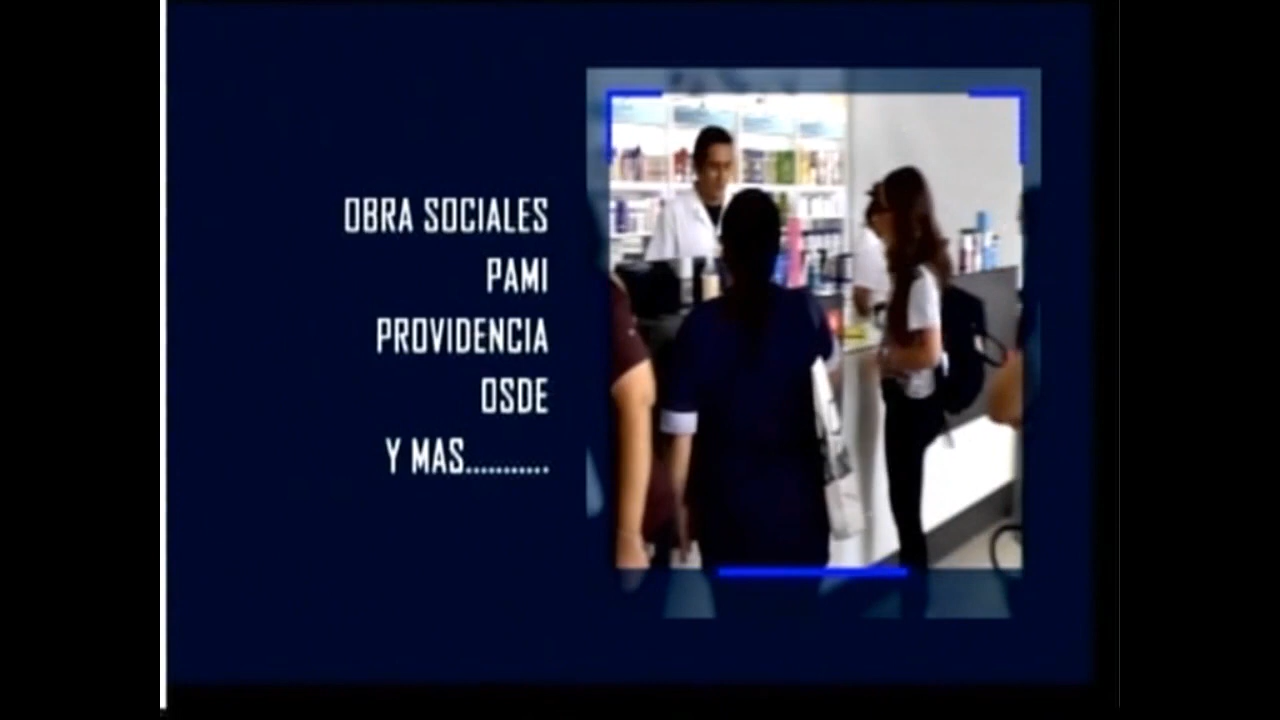 OBRA SOCIALES
PAMI
PROVIDENCIA
OSDE
Y MAS...........